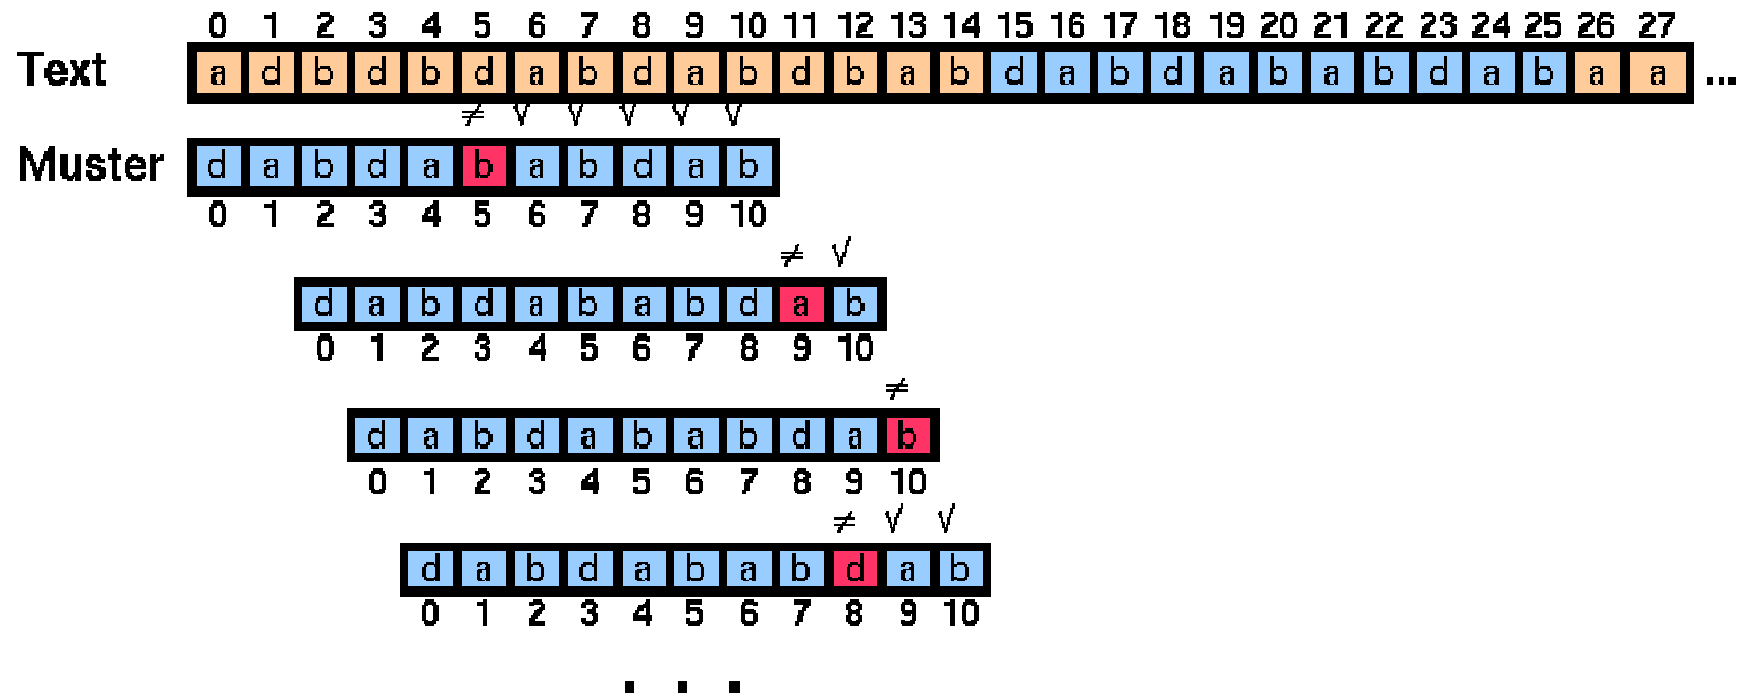 0 1 2 3 4 5 6 7 8 9 10 11 12 13 14 15 16 17 18 19 20 21 22 23 24 25 26 27
Text a d b d b d a b d a b d b a b d a b d a b a b d a b a a ...
≠ √ √ √ √ √
Muster d a b d a b a b d a b
0 1 2 3 4 5 6 7 8 9 10
≠ √
d a b d a b a b d a b
0 1 2 3 4 5 6 7 8 9 10
≠
d a b d a b a b d a b
0 1 2 3 4 5 6 7 8 9 10
≠ √ √
d a b d a b a b d a b
0 1 2 3 4 5 6 7 8 9 10
. . .